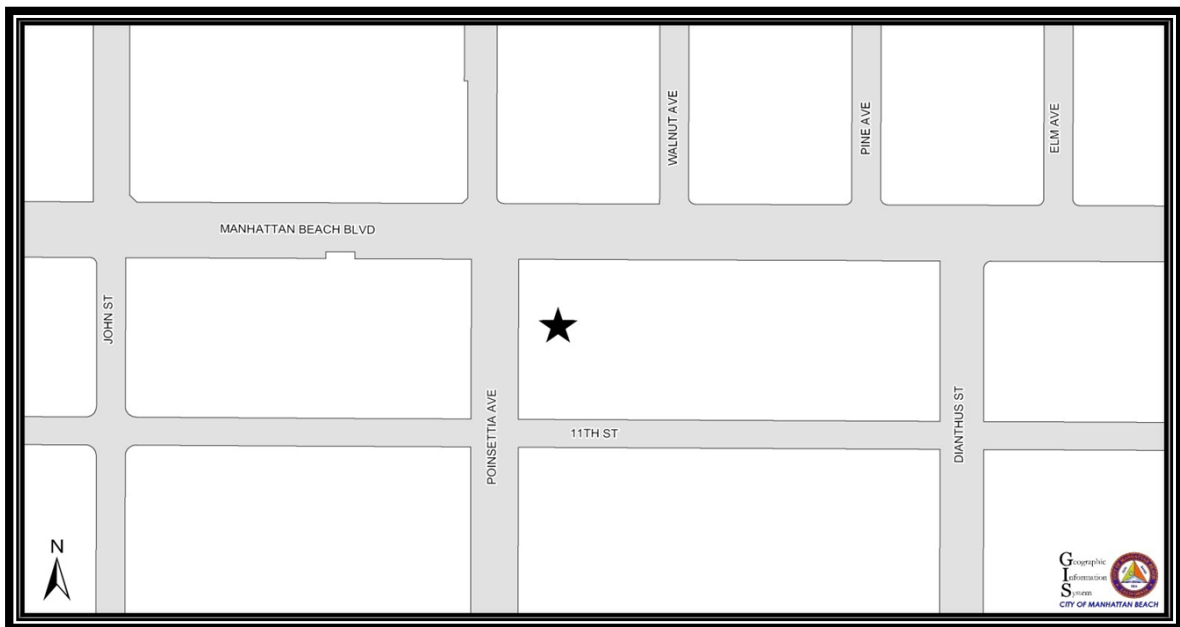 WALNUT AVE
PINE AVE
ELM AVE
MANHATTAN BEACH BLVD
JOHN ST
POINSETTIA AVE
11TH ST
DIANTHUS ST
N
Geographic
Information
System
CITY OF MANHATTAN BEACH